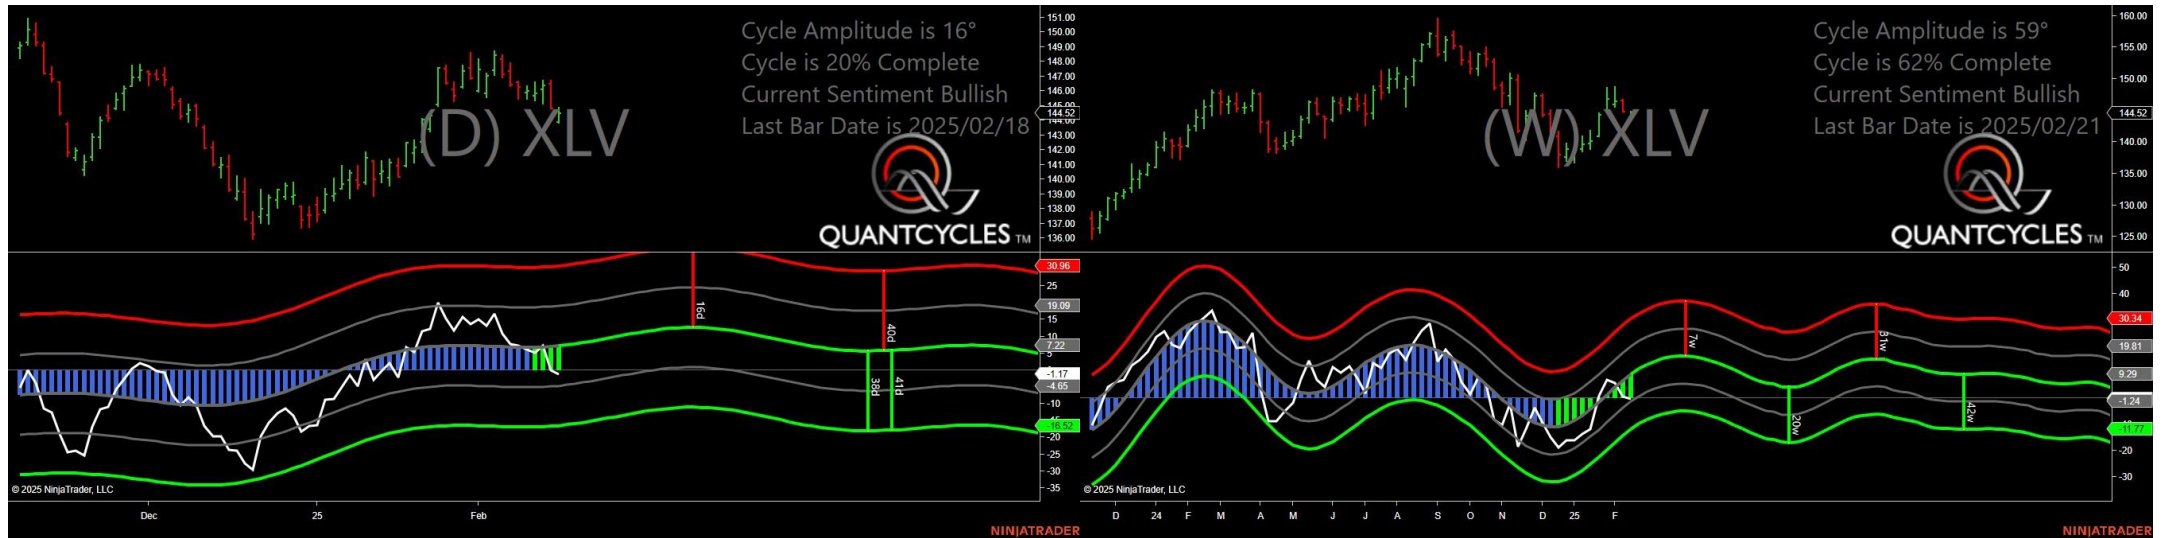 Cycle Amplitude is 16°
Cycle is 20% Complete
Current Sentiment Bullish
Last Bar Date is 2025/02/18
(D) XLV
QUANTCYCLES TM
151.00
150.00
149.00
148.00
147.00
146.00
145.00
144.52
144.00
143.00
142.00
141.00
140.00
139.00
138.00
137.00
136.00
16d
40d
38d
41d
30.96
25
19.09
15
10
7.22
5
-1.17
-4.65
-10
-16.52
-20
-25
-30
-35
© 2025 NinjaTrader, LLC
Dec
25
Feb
NINJATRADER
Cycle Amplitude is 59°
Cycle is 62% Complete
Current Sentiment Bullish
Last Bar Date is 2025/02/21
(W) XLV
QUANTCYCLES TM
160.00
155.00
150.00
144.52
140.00
135.00
130.00
125.00
7w
31w
20w
42w
50
40
30.34
19.81
9.29
-1.24
-11.77
-20
-30
© 2025 NinjaTrader, LLC
D 24 F M A M J J A S O N D 25 F
NINJATRADER